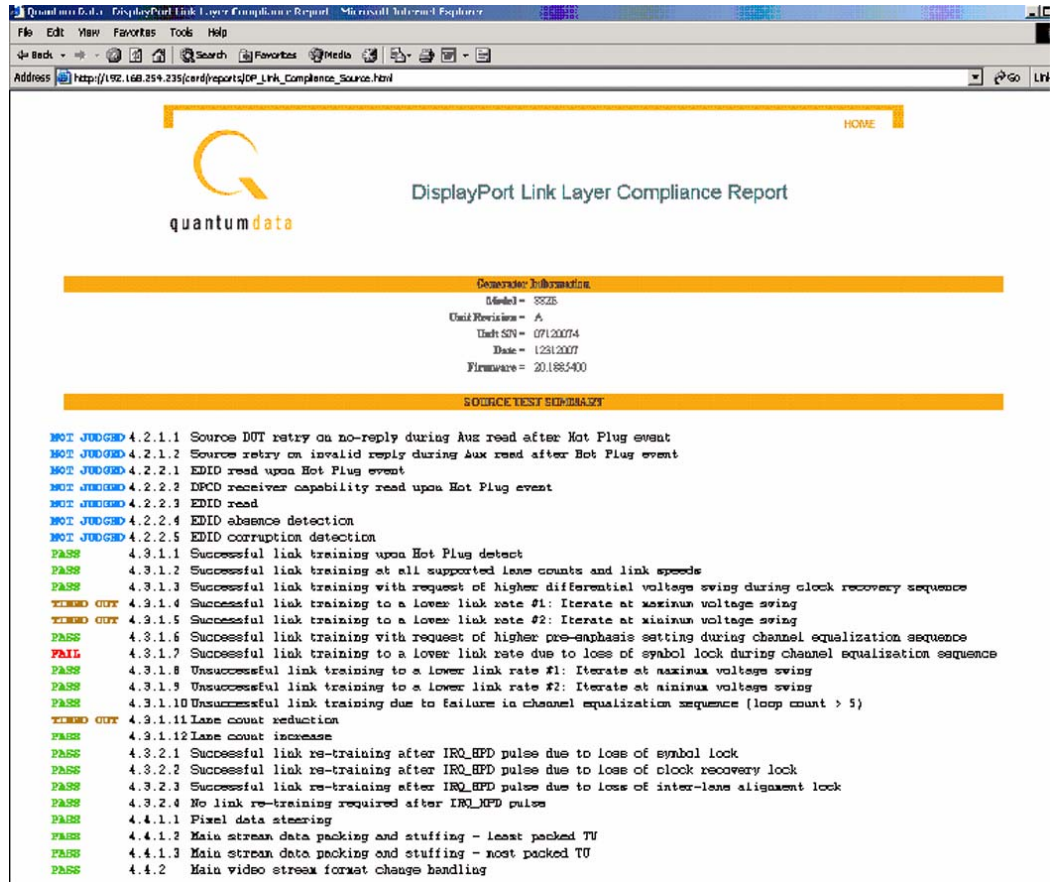 Quantum Data - DisplayPort Link Layer Compliance Report - Microsoft Internet Explorer
File Edit View Favorites Tools Help
Back Search Favorites Media
Address http://192.168.254.235/card/reports/DP_Link_Compliance_Source.html Go Link
HOME
DisplayPort Link Layer Compliance Report
quantumdata
Generator Information
Model = 882E
Unit Revision = A
Unit SN = 07120074
Date = 12312007
Firmware = 20.1885400
SOURCE TEST SUMMARY
NOT JUDGED 4.2.1.1 Source DUT retry on no-reply during Aux read after Hot Plug event
NOT JUDGED 4.2.1.2 Source retry on invalid reply during Aux read after Hot Plug event
NOT JUDGED 4.2.2.1 EDID read upon Hot Plug event
NOT JUDGED 4.2.2.2 DPCD receiver capability read upon Hot Plug event
NOT JUDGED 4.2.2.3 EDID read
NOT JUDGED 4.2.2.4 EDID absence detection
NOT JUDGED 4.2.2.5 EDID corruption detection
PASS 4.3.1.1 Successful link training upon Hot Plug detect
PASS 4.3.1.2 Successful link training at all supported lane counts and link speeds
PASS 4.3.1.3 Successful link training with request of higher differential voltage swing during clock recovery sequence
TIMED OUT 4.3.1.4 Successful link training to a lower link rate #1: Iterate at maximum voltage swing
TIMED OUT 4.3.1.5 Successful link training to a lower link rate #2: Iterate at minimum voltage swing
PASS 4.3.1.6 Successful link training with request of higher pre-emphasis setting during channel equalization sequence
FAIL 4.3.1.7 Successful link training to a lower link rate due to loss of symbol lock during channel equalization sequence
PASS 4.3.1.8 Unsuccessful link training to a lower link rate #1: Iterate at maximum voltage swing
PASS 4.3.1.9 Unsuccessful link training to a lower link rate #2: Iterate at minimum voltage swing
PASS 4.3.1.10 Unsuccessful link training due to failure in channel equalization sequence (loop count > 5)
TIMED OUT 4.3.1.11 Lane count reduction
PASS 4.3.1.12 Lane count increase
PASS 4.3.2.1 Successful link re-training after IRQ_HPD pulse due to loss of symbol lock
PASS 4.3.2.2 Successful link re-training after IRQ_HPD pulse due to loss of clock recovery lock
PASS 4.3.2.3 Successful link re-training after IRQ_HPD pulse due to loss of inter-lane alignment lock
PASS 4.3.2.4 No link re-training required after IRQ_HPD pulse
PASS 4.4.1.1 Pixel data steering
PASS 4.4.1.2 Main stream data packing and stuffing - least packed TU
PASS 4.4.1.3 Main stream data packing and stuffing - most packed TU
PASS 4.4.2 Main video stream format change handling